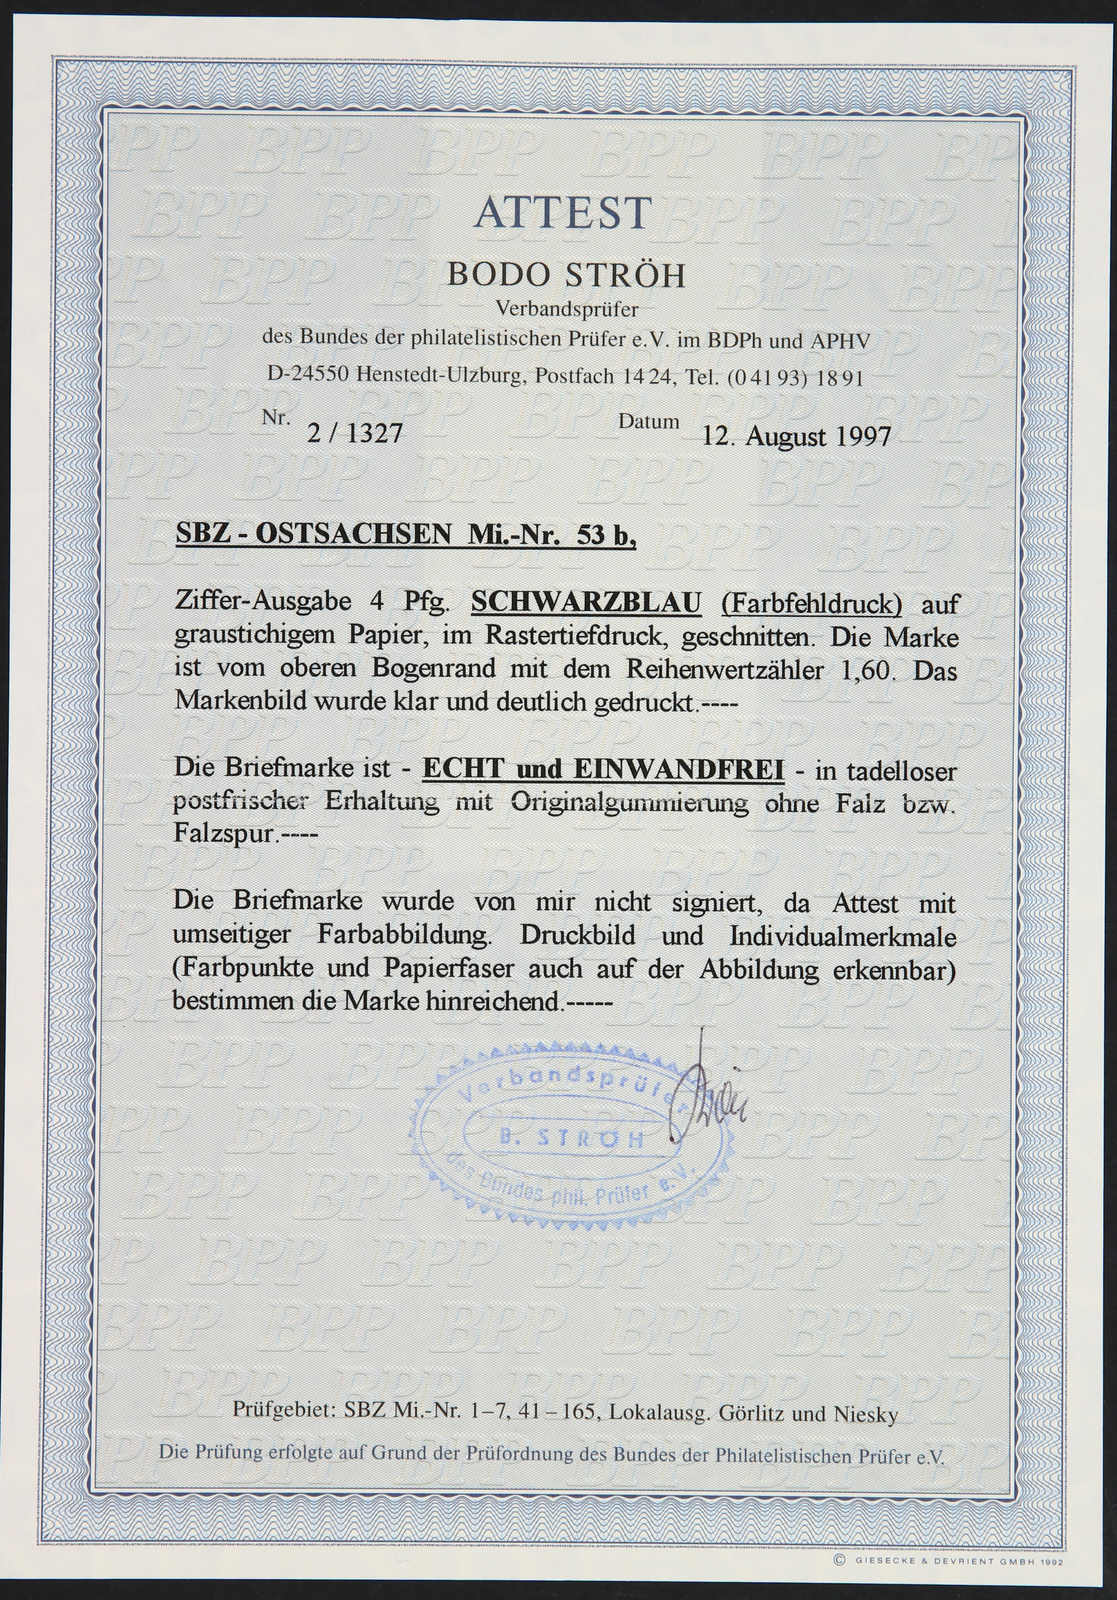 ATTEST
BODO STRÖH
Verbandsprüfer
des Bundes der philatelistischen Prüfer e.V. im BDPh und APHV
D-24550 Henstedt-Ulzburg, Postfach 14 24, Tel. (0 41 93) 18 91
Nr. 2 / 1327 Datum 12. August 1997
SBZ - OSTSACHSEN Mi.-Nr. 53 b,
Ziffer-Ausgabe 4 Pfg. SCHWARZBLAU (Farbfehldruck) auf
graustichigem Papier, im Rastertiefdruck, geschnitten. Die Marke
ist vom oberen Bogenrand mit dem Reihenwertzähler 1,60. Das
Markenbild wurde klar und deutlich gedruckt.----
Die Briefmarke ist - ECHT und EINWANDFREI - in tadelloser
postfrischer Erhaltung mit Originalgummierung ohne Falz bzw.
Falzspur.----
Die Briefmarke wurde von mir nicht signiert, da Attest mit
umseitiger Farbabbildung. Druckbild und Individualmerkmale
(Farbpunkte und Papierfaser auch auf der Abbildung erkennbar)
bestimmen die Marke hinreichend.-----
Verbandsprüfer
B. STRÖH
des Bundes phil. Prüfer e.V.
Prüfgebiet: SBZ Mi.-Nr. 1–7, 41 – 165, Lokalausg. Görlitz und Niesky
Die Prüfung erfolgte auf Grund der Prüfordnung des Bundes der Philatelistischen Prüfer e.V.
© GIESECKE & DEVRIENT GMBH 1992